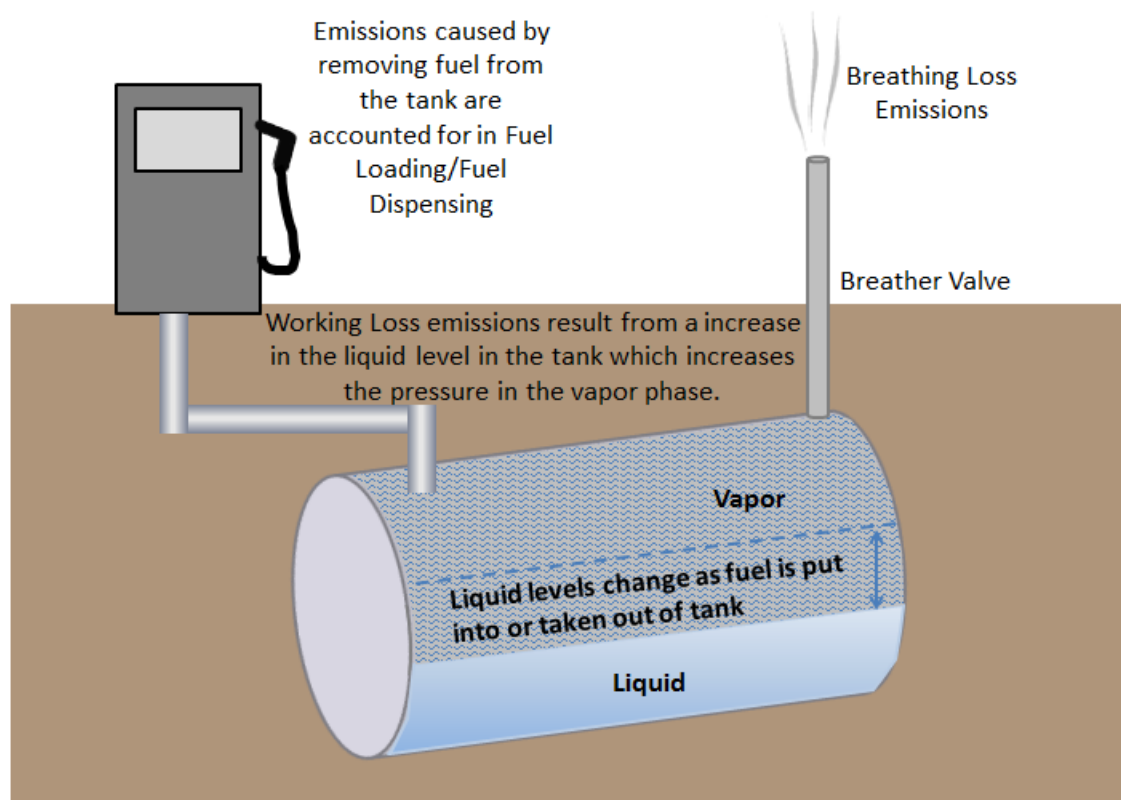 Emissions caused by
removing fuel from
the tank are
accounted for in Fuel
Loading/Fuel
Dispensing
Breathing Loss
Emissions
Breather Valve
Working Loss emissions result from a increase
in the liquid level in the tank which increases
the pressure in the vapor phase.
Vapor
Liquid levels change as fuel is put
into or taken out of tank
Liquid